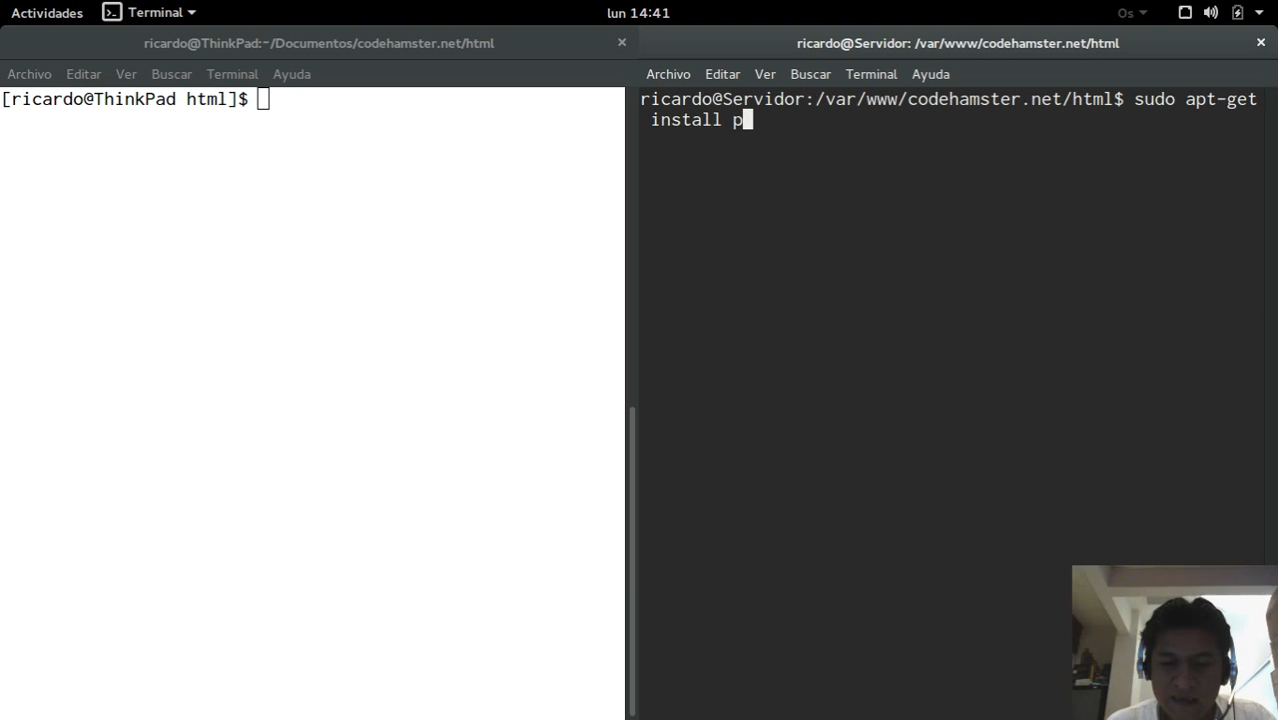 Actividades Terminal lun 14:41 Os
ricardo@ThinkPad:~/Documentos/codehamster.net/html
Archivo Editar Ver Buscar Terminal Ayuda
[ricardo@ThinkPad html]$
ricardo@Servidor: /var/www/codehamster.net/html
Archivo Editar Ver Buscar Terminal Ayuda
ricardo@Servidor:/var/www/codehamster.net/html$ sudo apt-get
install p